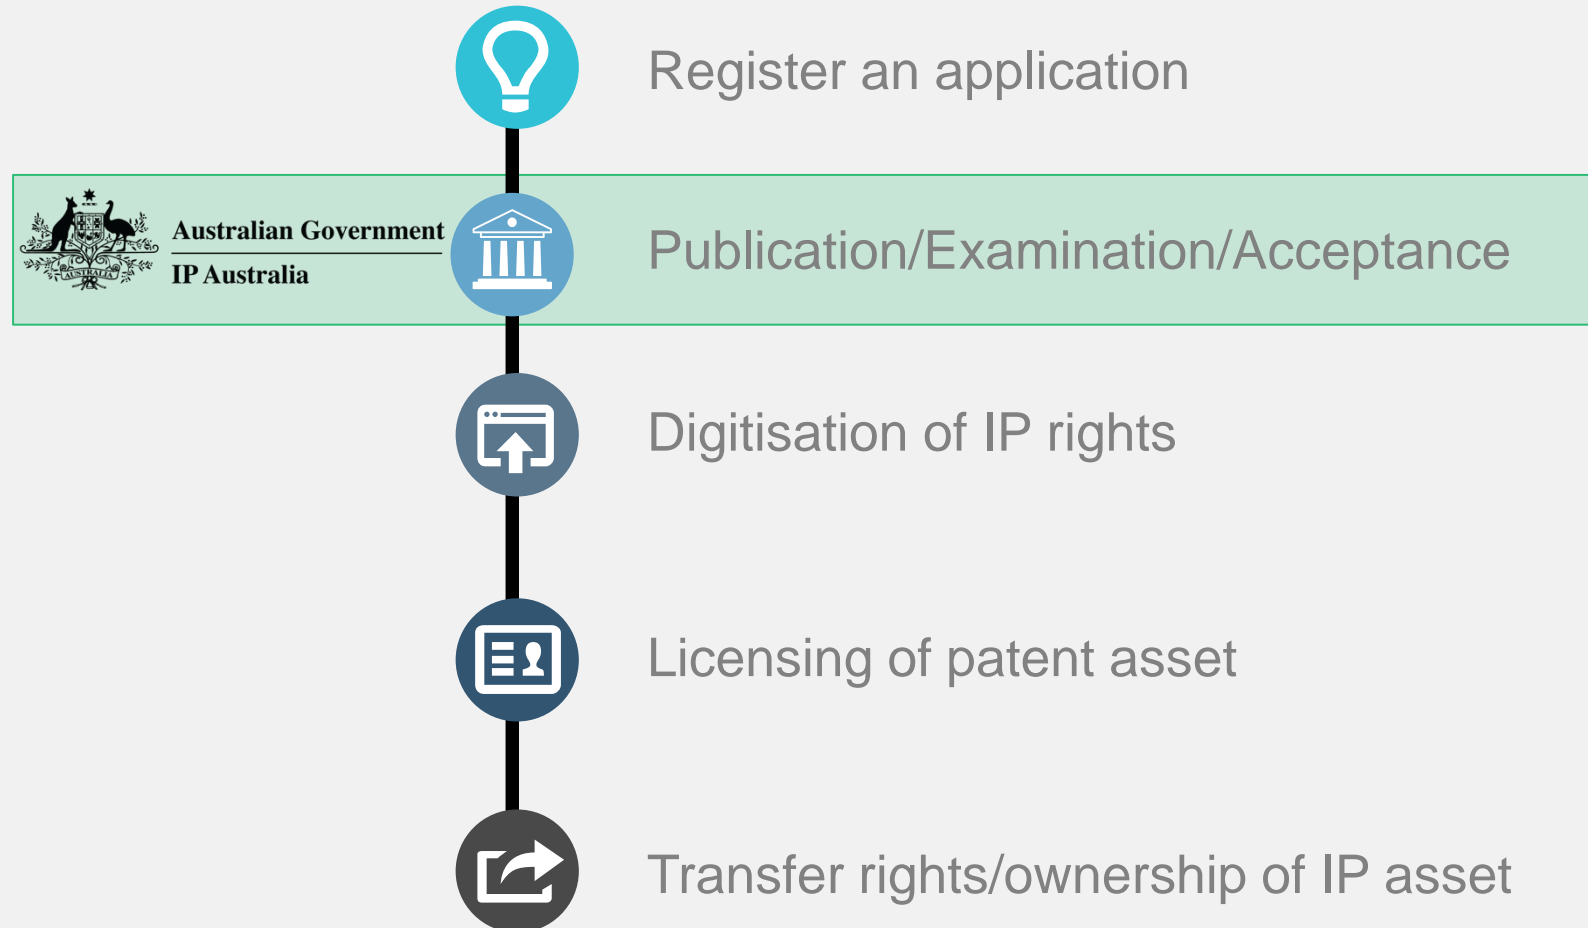 Register an application
Australian Government
IP Australia
AUSTRALIA
Publication/Examination/Acceptance
Digitisation of IP rights
Licensing of patent asset
Transfer rights/ownership of IP asset